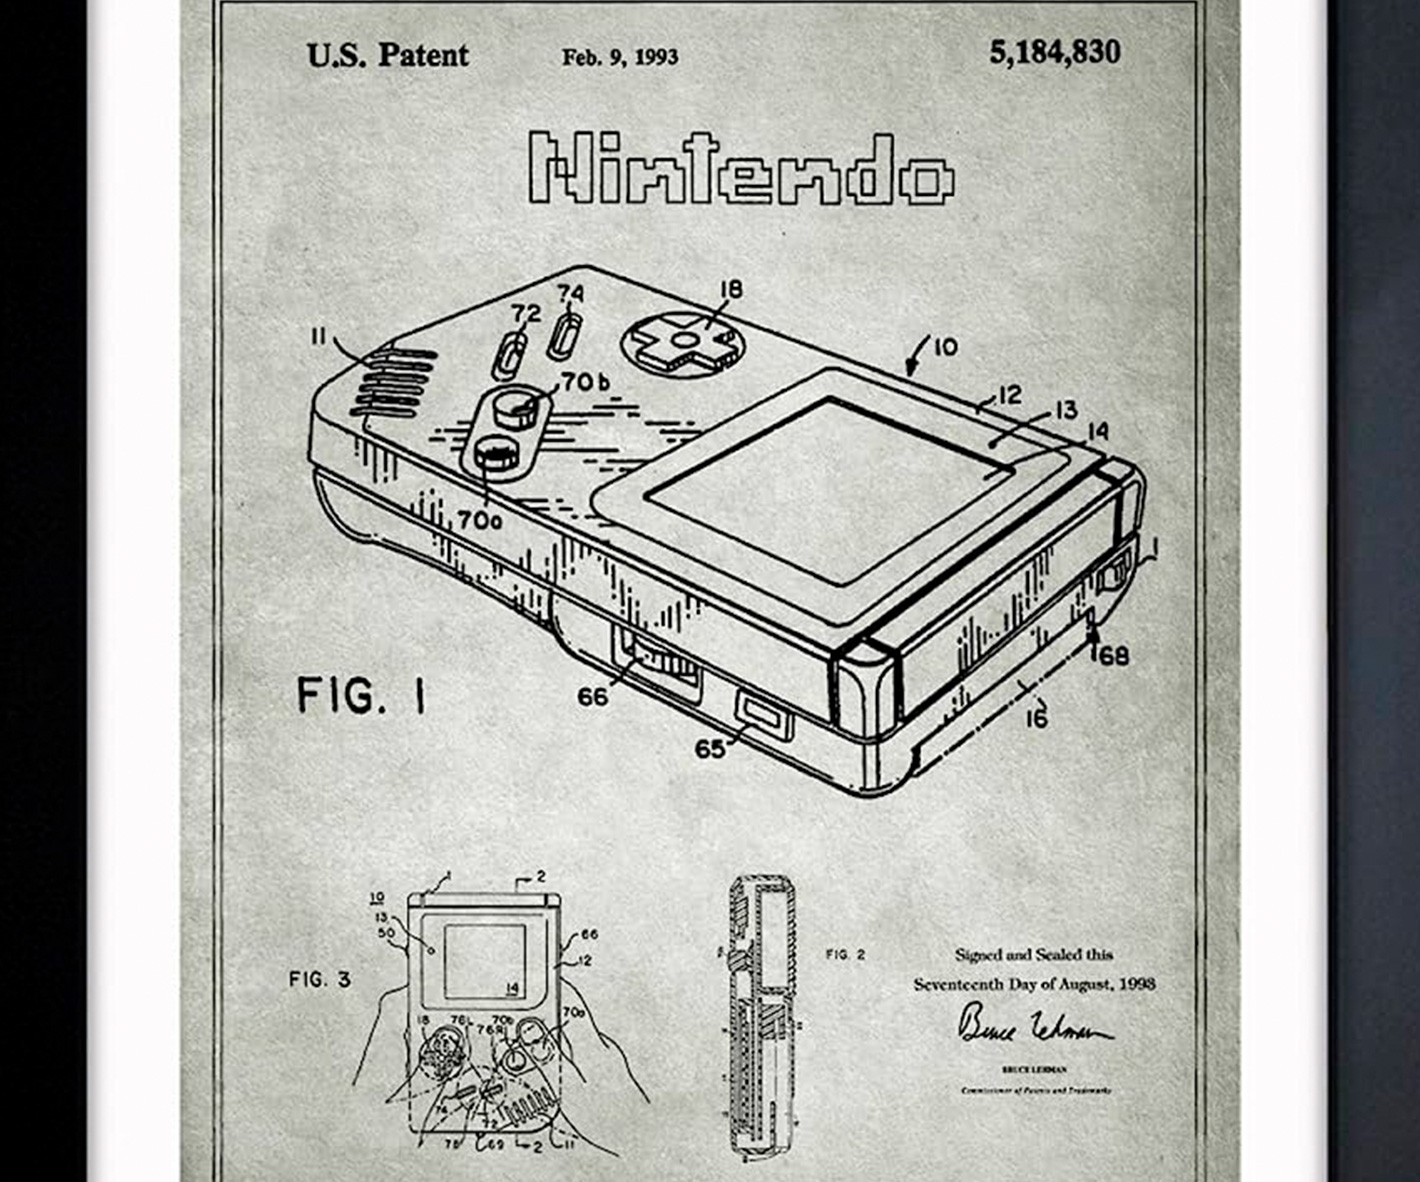 U.S. Patent Feb. 9, 1993 5,184,830
Nintendo
18
74
72
11
10
70b
12
13
14
70a
1
68
66
16
65
FIG. 1
1
2
10
13
50
66
12
FIG. 2
FIG. 3
14
Signed and Sealed this
Seventeenth Day of August, 1998
Bruce Lehman
BRUCE LEHMAN
Commissioner of Patents and Trademarks
18
76L
76R
70b
70a
74
72
78
69
2
11